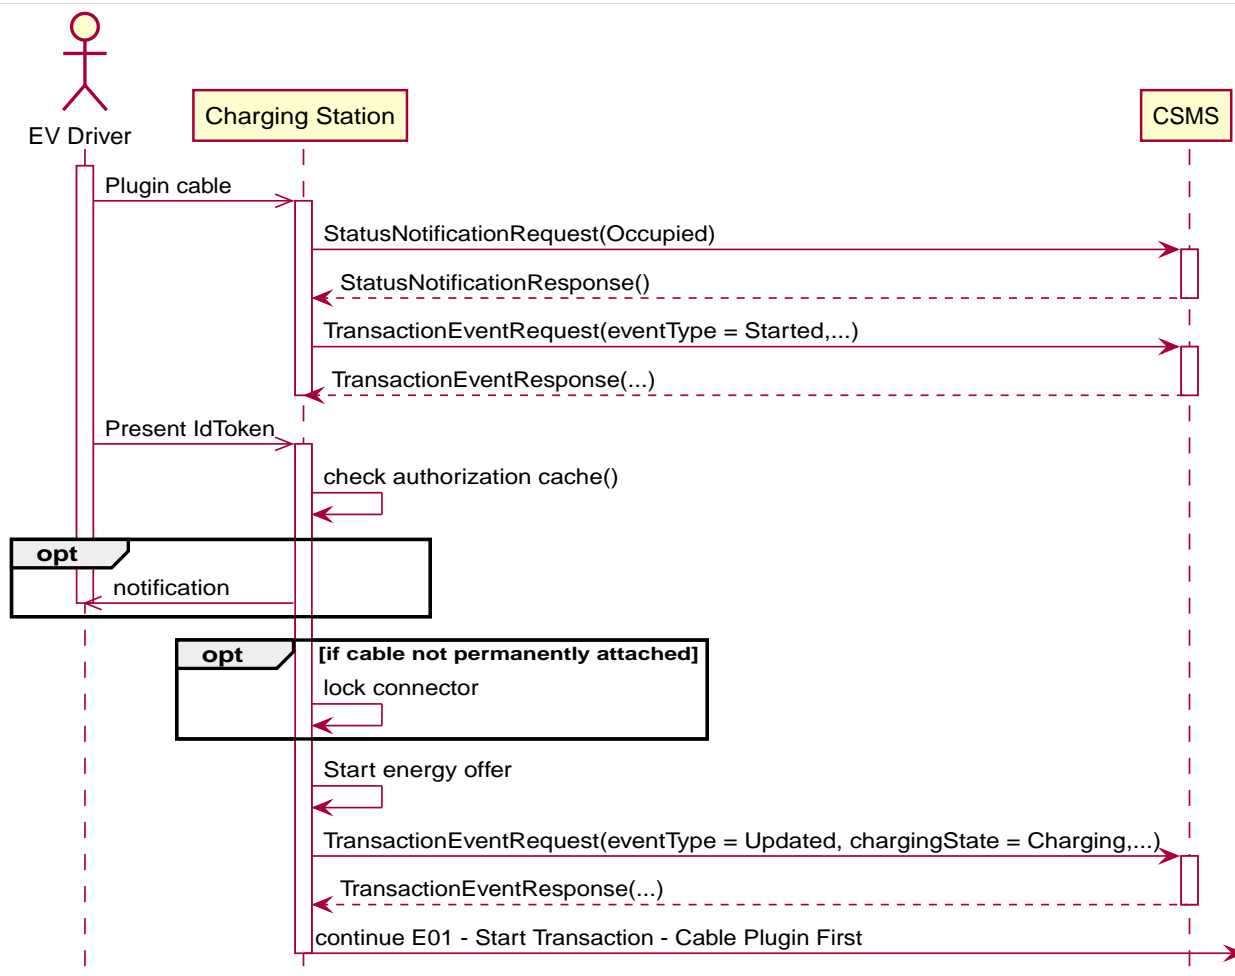 EV Driver
Charging Station
CSMS
Plugin cable
StatusNotificationRequest(Occupied)
StatusNotificationResponse()
TransactionEventRequest(eventType = Started,...)
TransactionEventResponse(...)
Present IdToken
check authorization cache()
opt
notification
opt [if cable not permanently attached]
lock connector
Start energy offer
TransactionEventRequest(eventType = Updated, chargingState = Charging,...)
TransactionEventResponse(...)
continue E01 - Start Transaction - Cable Plugin First